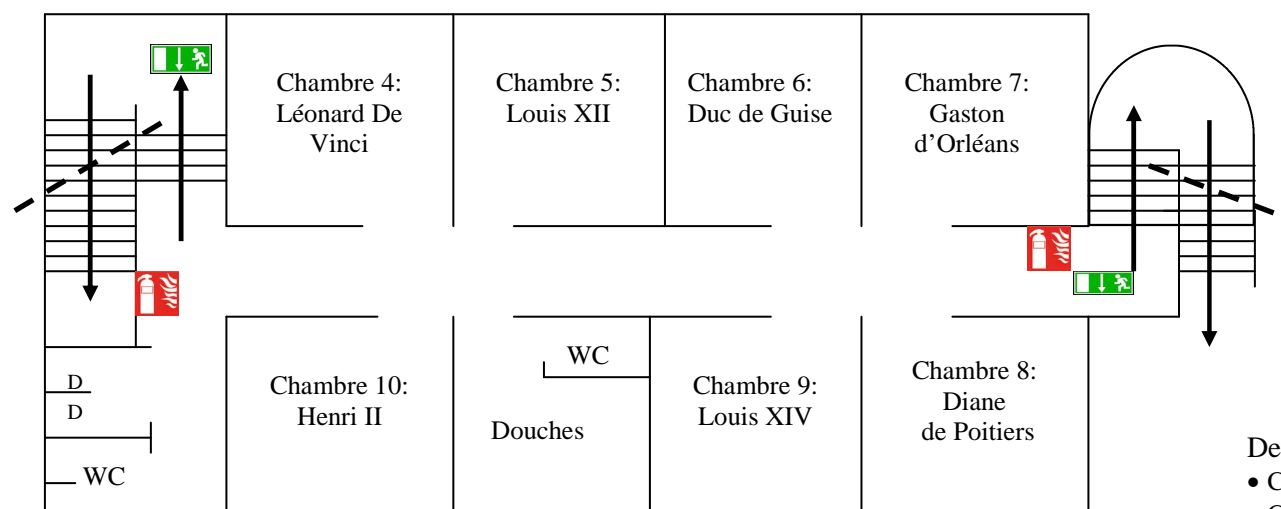 Chambre 4:
Léonard De
Vinci
Chambre 5:
Louis XII
Chambre 6:
Duc de Guise
Chambre 7:
Gaston
d’Orléans
D
D
WC
Chambre 10:
Henri II
WC
Douches
Chambre 9:
Louis XIV
Chambre 8:
Diane
de Poitiers
De
• C